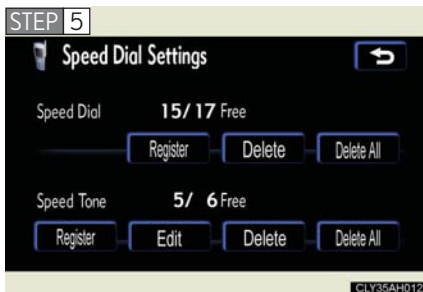 STEP 5
Speed Dial Settings
Speed Dial 15/17 Free
Register Delete Delete All
Speed Tone 5/ 6 Free
Register Edit Delete Delete All
CLY35AH012